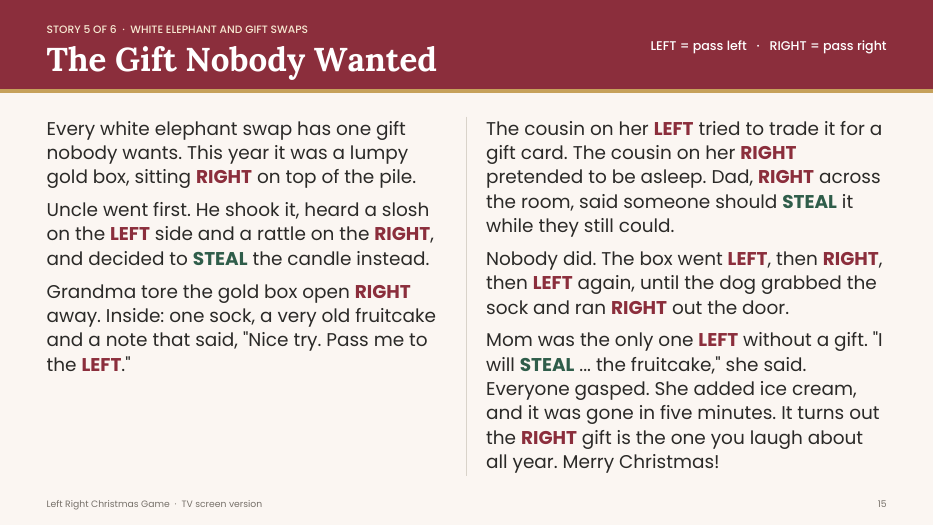 STORY 5 OF 6 · WHITE ELEPHANT AND GIFT SWAPS
The Gift Nobody Wanted
LEFT = pass left · RIGHT = pass right
Every white elephant swap has one gift
nobody wants. This year it was a lumpy
gold box, sitting RIGHT on top of the pile.
Uncle went first. He shook it, heard a slosh
on the LEFT side and a rattle on the RIGHT,
and decided to STEAL the candle instead.
Grandma tore the gold box open RIGHT
away. Inside: one sock, a very old fruitcake
and a note that said, "Nice try. Pass me to
the LEFT."
The cousin on her LEFT tried to trade it for a
gift card. The cousin on her RIGHT
pretended to be asleep. Dad, RIGHT across
the room, said someone should STEAL it
while they still could.
Nobody did. The box went LEFT, then RIGHT,
then LEFT again, until the dog grabbed the
sock and ran RIGHT out the door.
Mom was the only one LEFT without a gift. "I
will STEAL ... the fruitcake," she said.
Everyone gasped. She added ice cream,
and it was gone in five minutes. It turns out
the RIGHT gift is the one you laugh about
all year. Merry Christmas!
Left Right Christmas Game · TV screen version
15